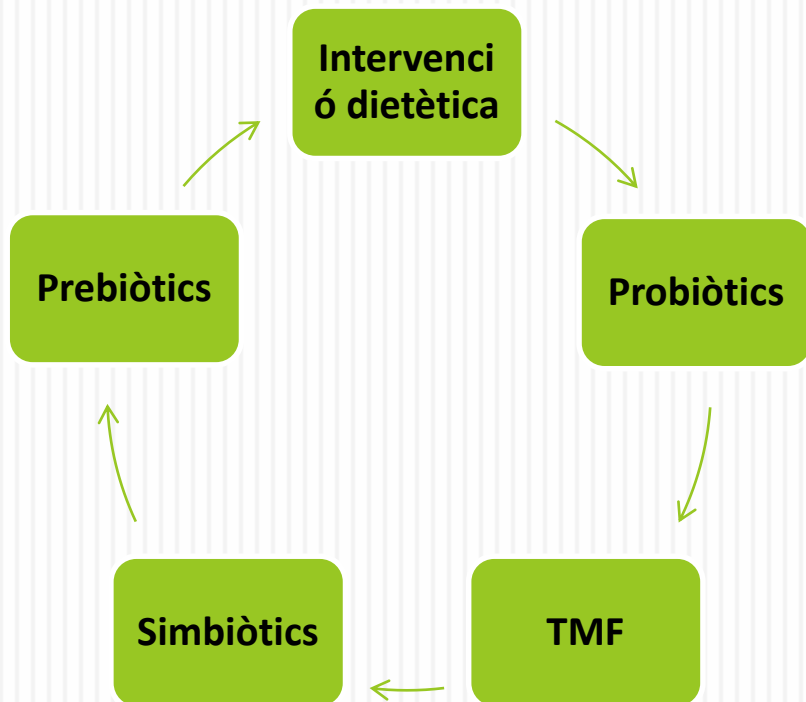 Intervenci
ó dietètica
Prebiòtics
Probiòtics
Simbiòtics
TMF